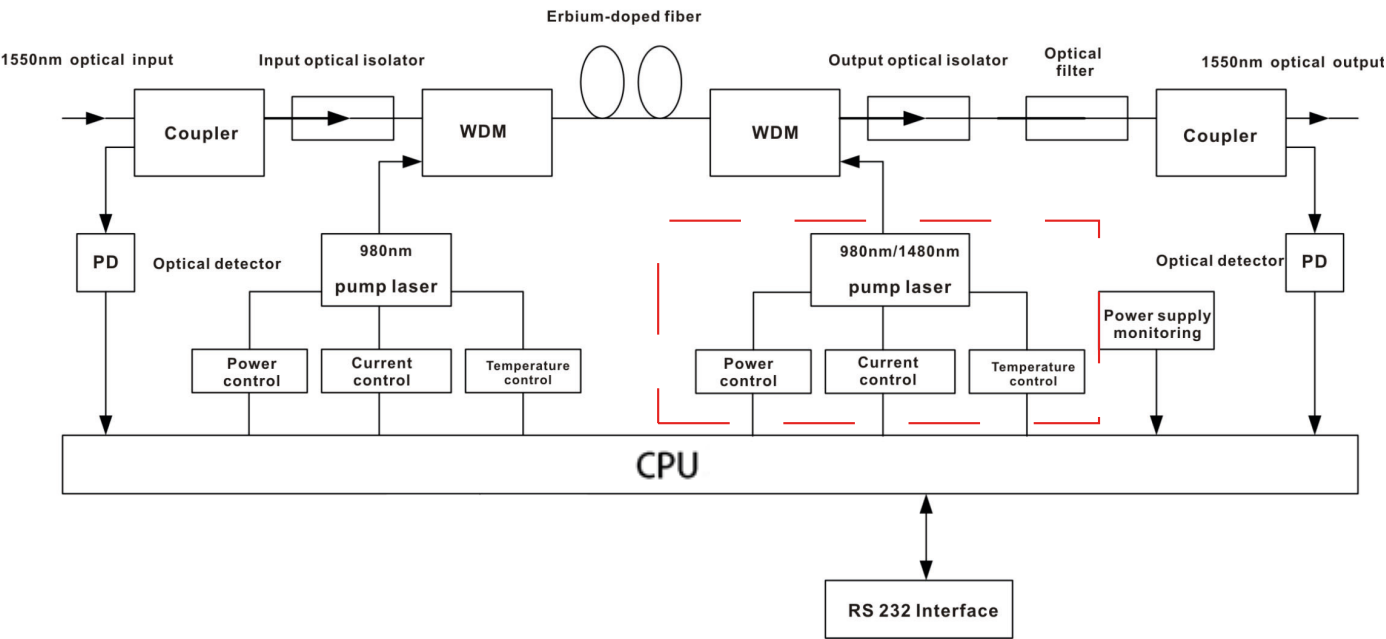 Erbium-doped fiber
1550nm optical input
Input optical isolator
Output optical isolator
Optical
filter
1550nm optical output
Coupler
WDM
WDM
Coupler
PD
Optical detector
980nm
pump laser
980nm/1480nm
pump laser
Optical detector
PD
Power supply
monitoring
Power
control
Current
control
Temperature
control
Power
control
Current
control
Temperature
control
CPU
RS 232 Interface